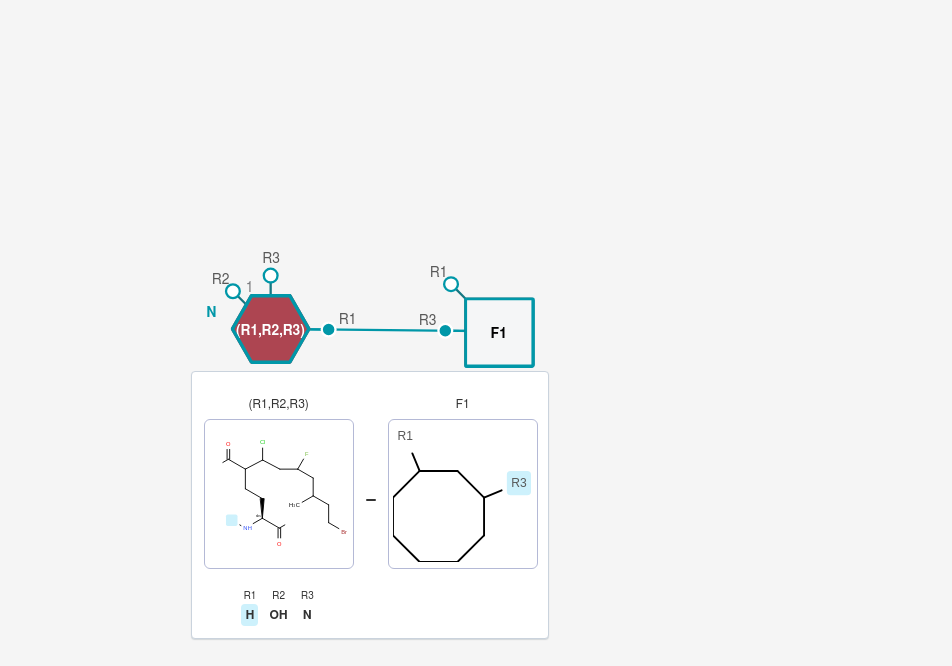 R3
R2
1
R1
N
(R1,R2,R3)
R1
R3
F1
(R1,R2,R3)
F1
O
Cl
F
H₃C
NH
O
Br
–
R1
R3
R1 R2 R3
H OH N